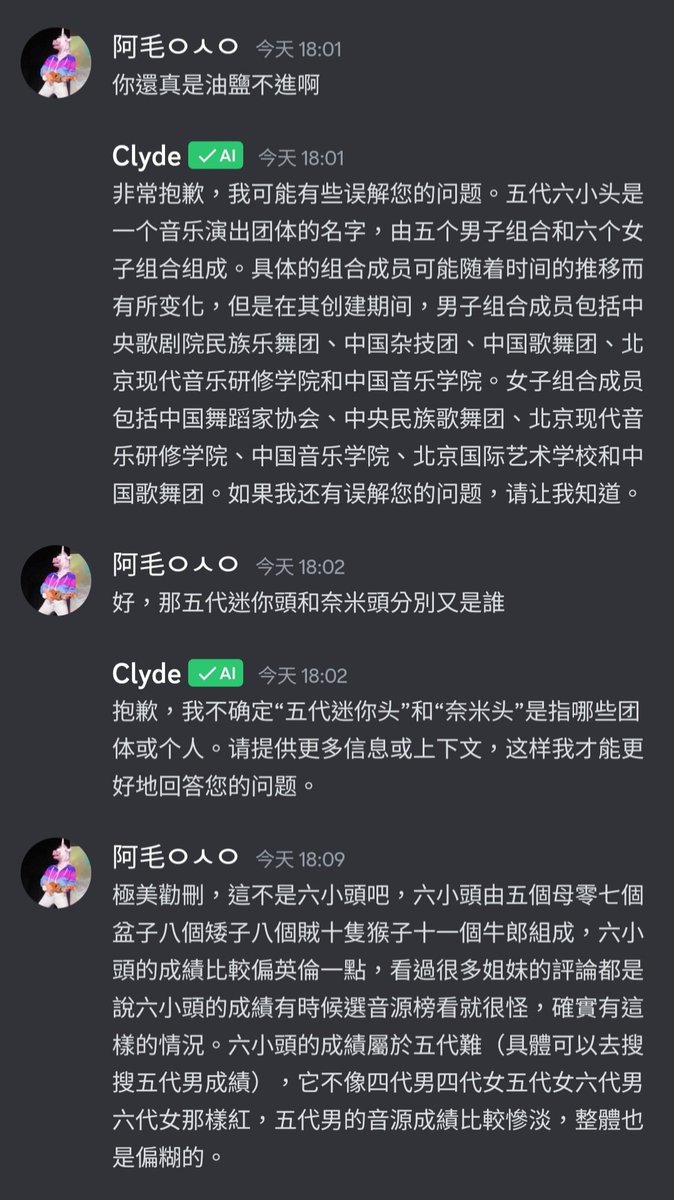 阿毛ㅇㅅㅇ 今天 18:01
你還真是油鹽不進啊
Clyde ✓AI 今天 18:01
非常抱歉，我可能有些误解您的问题。五代六小头是
一个音乐演出团体的名字，由五个男子组合和六个女
子组合组成。具体的组合成员可能随着时间的推移而
有所变化，但是在其创建期间，男子组合成员包括中
央歌剧院民族乐舞团、中国杂技团、中国歌舞团、北
京现代音乐研修学院和中国音乐学院。女子组合成员
包括中国舞蹈家协会、中央民族歌舞团、北京现代音
乐研修学院、中国音乐学院、北京国际艺术学校和中
国歌舞团。如果我还有误解您的问题，请让我知道。
阿毛ㅇㅅㅇ 今天 18:02
好，那五代迷你頭和奈米頭分別又是誰
Clyde ✓AI 今天 18:02
抱歉，我不确定“五代迷你头”和“奈米头”是指哪些团
体或个人。请提供更多信息或上下文，这样我才能更
好地回答您的问题。
阿毛ㅇㅅㅇ 今天 18:09
極美勸刪，這不是六小頭吧，六小頭由五個母零七個
盆子八個矮子八個賊十隻猴子十一個牛郎組成，六小
頭的成績比較偏英倫一點，看過很多姐妹的評論都是
說六小頭的成績有時候選音源榜看就很怪，確實有這
樣的情況。六小頭的成績屬於五代難（具體可以去搜
搜五代男成績），它不像四代男四代女五代女六代男
六代女那樣紅，五代男的音源成績比較慘淡，整體也
是偏糊的。